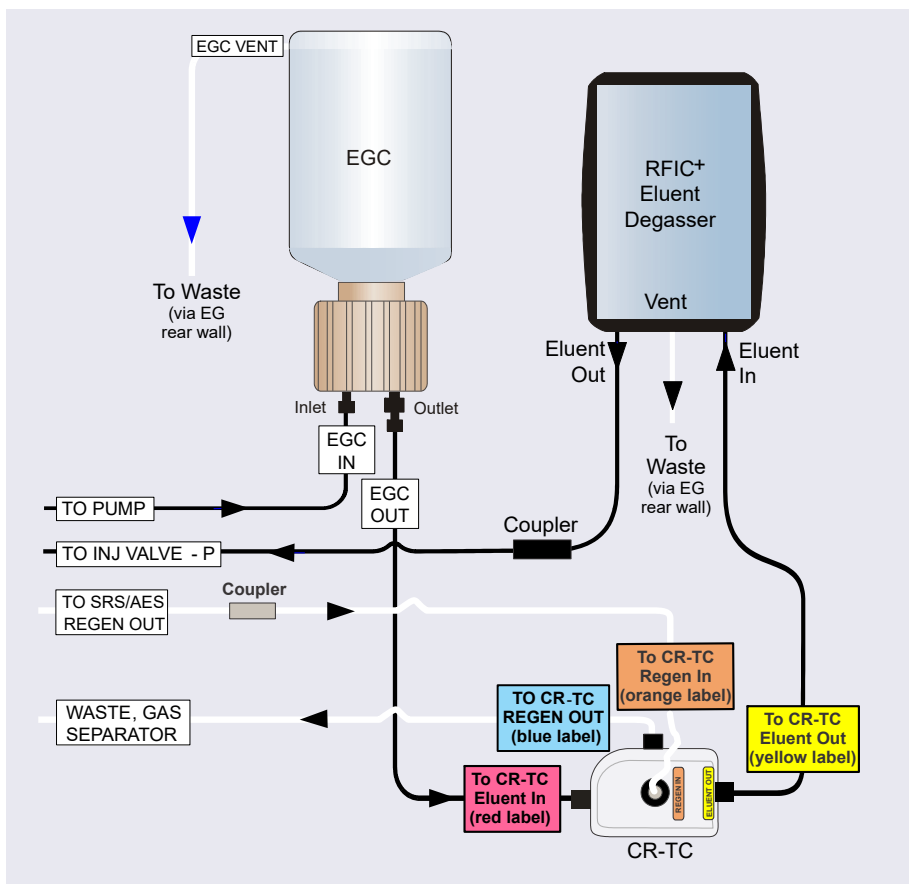 EGC VENT
EGC
RFIC+
Eluent
Degasser
Vent
To Waste
(via EG
rear wall)
Eluent
Out
Eluent
In
Inlet
Outlet
EGC
IN
To
Waste
(via EG
rear wall)
EGC
OUT
TO PUMP
Coupler
TO INJ VALVE - P
Coupler
TO SRS/AES
REGEN OUT
To CR-TC
Regen In
(orange label)
TO CR-TC
REGEN OUT
(blue label)
WASTE, GAS
SEPARATOR
To CR-TC
Eluent Out
(yellow label)
To CR-TC
Eluent In
(red label)
REGEN IN
ELUENT OUT
CR-TC